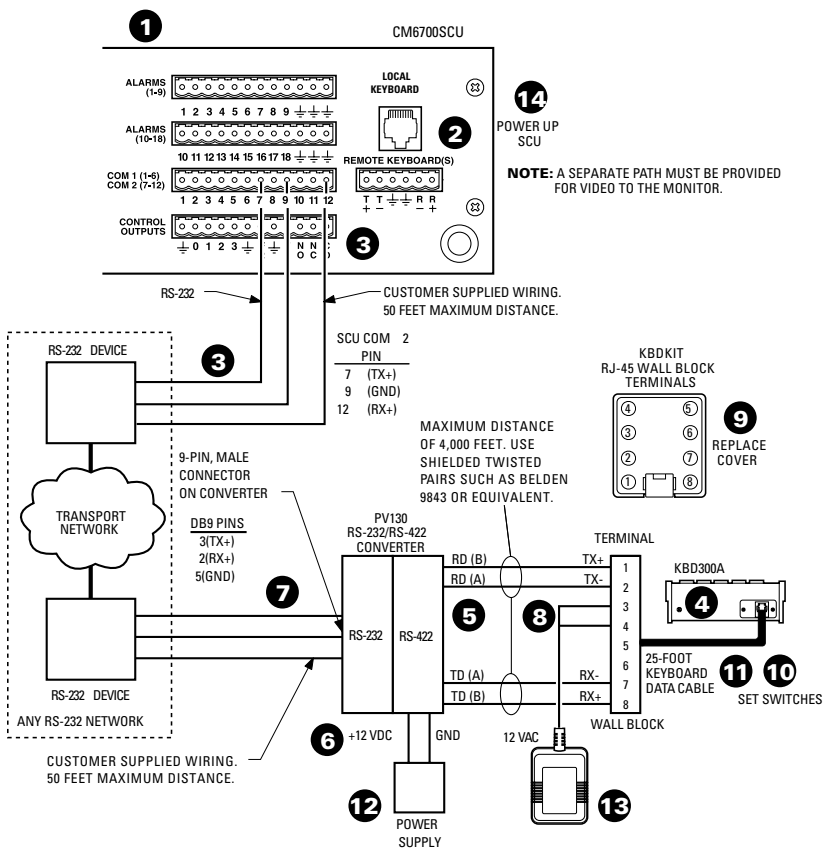 1
CM6700SCU
ALARMS
(1-9)
1 2 3 4 5 6 7 8 9
LOCAL
KEYBOARD
2
14
POWER UP
SCU
ALARMS
(10-18)
10 11 12 13 14 15 16 17 18
REMOTE KEYBOARD(S)
T T R R
+ − − +
NOTE: A SEPARATE PATH MUST BE PROVIDED
FOR VIDEO TO THE MONITOR.
COM 1 (1-6)
COM 2 (7-12)
1 2 3 4 5 6 7 8 9 10 11 12
CONTROL
OUTPUTS
0 1 2 3
N N
O C
3
RS-232
CUSTOMER SUPPLIED WIRING.
50 FEET MAXIMUM DISTANCE.
RS-232 DEVICE
3
SCU COM 2
PIN
7 (TX+)
9 (GND)
12 (RX+)
KBDKIT
RJ-45 WALL BLOCK
TERMINALS
4 5
3 6
2 7
1 8
9
REPLACE
COVER
MAXIMUM DISTANCE
OF 4,000 FEET. USE
SHIELDED TWISTED
PAIRS SUCH AS BELDEN
9843 OR EQUIVALENT.
9-PIN, MALE
CONNECTOR
ON CONVERTER
DB9 PINS
3(TX+)
2(RX+)
5(GND)
TRANSPORT
NETWORK
PV130
RS-232/RS-422
CONVERTER
RS-232
RS-422
RD (B)
RD (A)
TD (A)
TD (B)
5
7
8
TERMINAL
TX+ 1
TX- 2
3
4
5
6
RX- 7
RX+ 8
WALL BLOCK
KBD300A
4
25-FOOT
KEYBOARD
DATA CABLE
11
10
SET SWITCHES
RS-232 DEVICE
ANY RS-232 NETWORK
CUSTOMER SUPPLIED WIRING.
50 FEET MAXIMUM DISTANCE.
6
+12 VDC
GND
12 VAC
12
POWER
SUPPLY
13